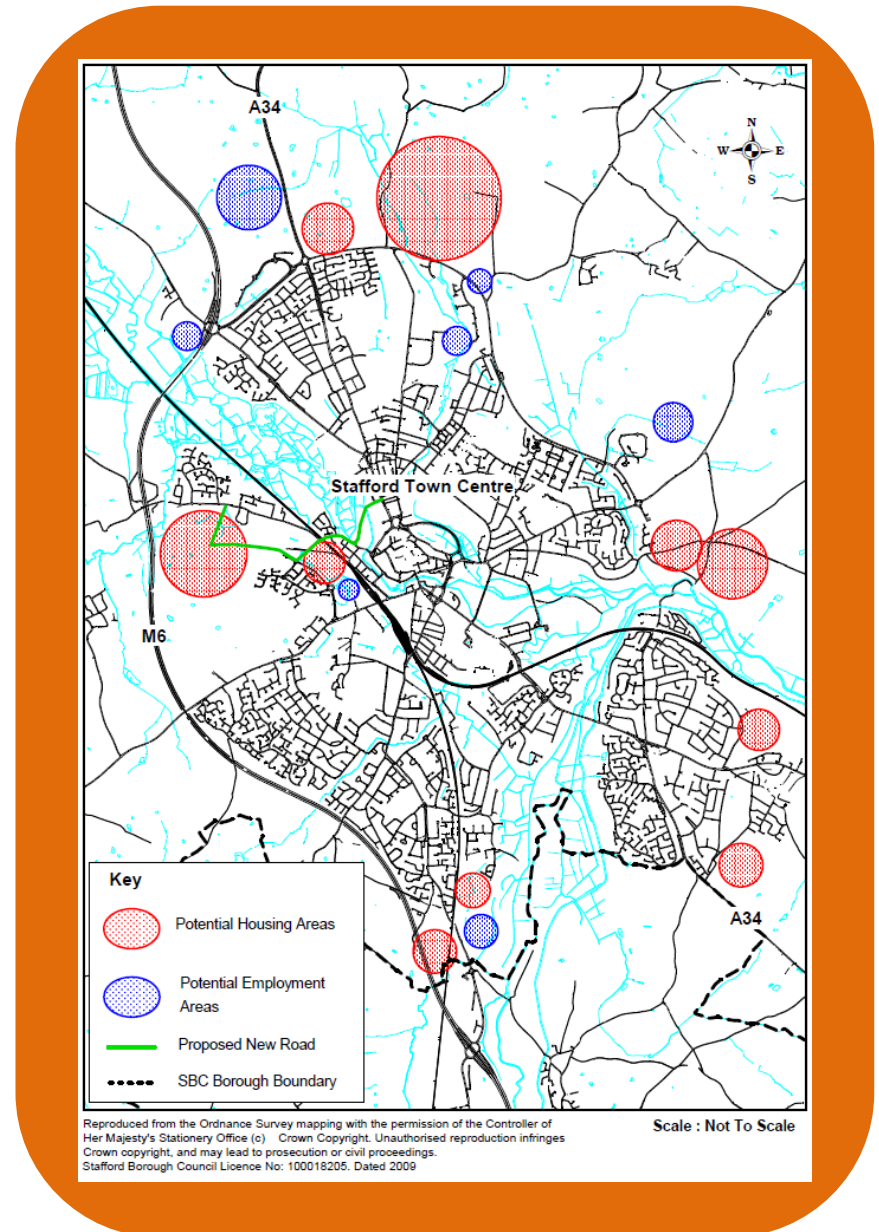 A34
N
W E
S
Stafford Town Centre
M6
A34
Key
Potential Housing Areas
Potential Employment
Areas
Proposed New Road
SBC Borough Boundary
Reproduced from the Ordnance Survey mapping with the permission of the Controller of
Her Majesty's Stationery Office (c) Crown Copyright. Unauthorised reproduction infringes
Crown copyright, and may lead to prosecution or civil proceedings.
Stafford Borough Council Licence No: 100018205. Dated 2009
Scale : Not To Scale